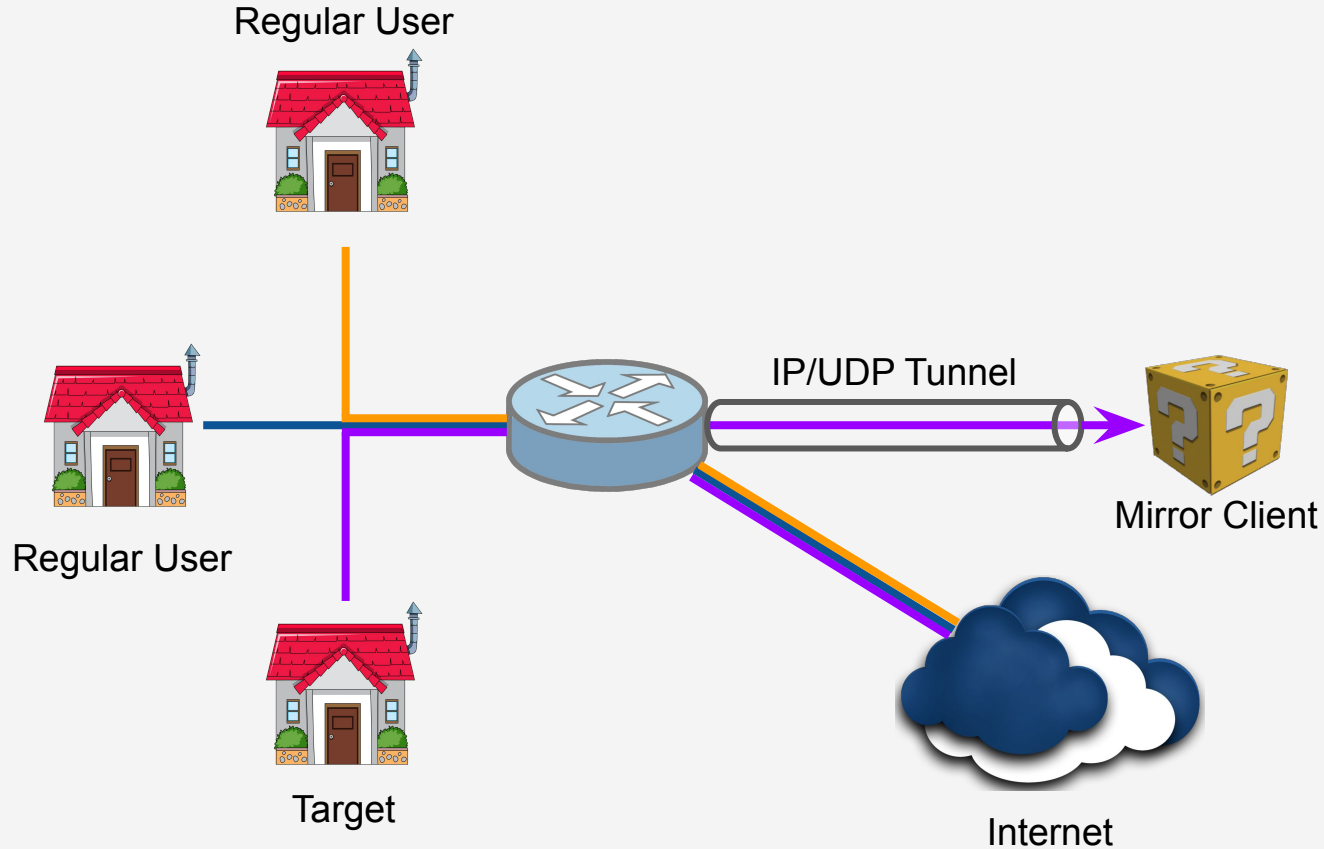 Regular User
IP/UDP Tunnel
? ? ?
Mirror Client
Regular User
Target
Internet